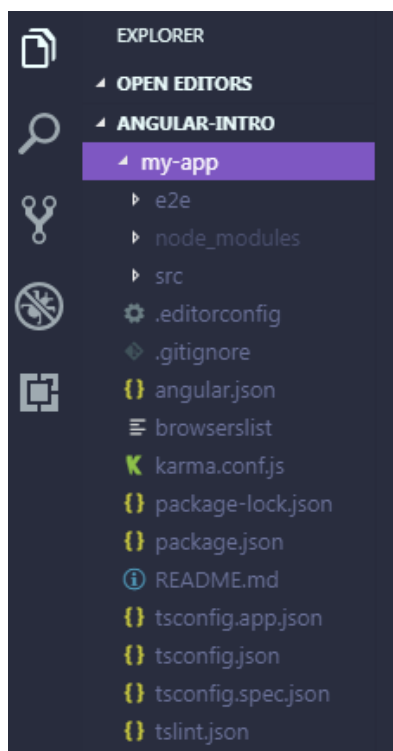 EXPLORER
OPEN EDITORS
ANGULAR-INTRO
my-app
e2e
node_modules
src
.editorconfig
.gitignore
angular.json
browserslist
karma.conf.js
package-lock.json
package.json
README.md
tsconfig.app.json
tsconfig.json
tsconfig.spec.json
tslint.json